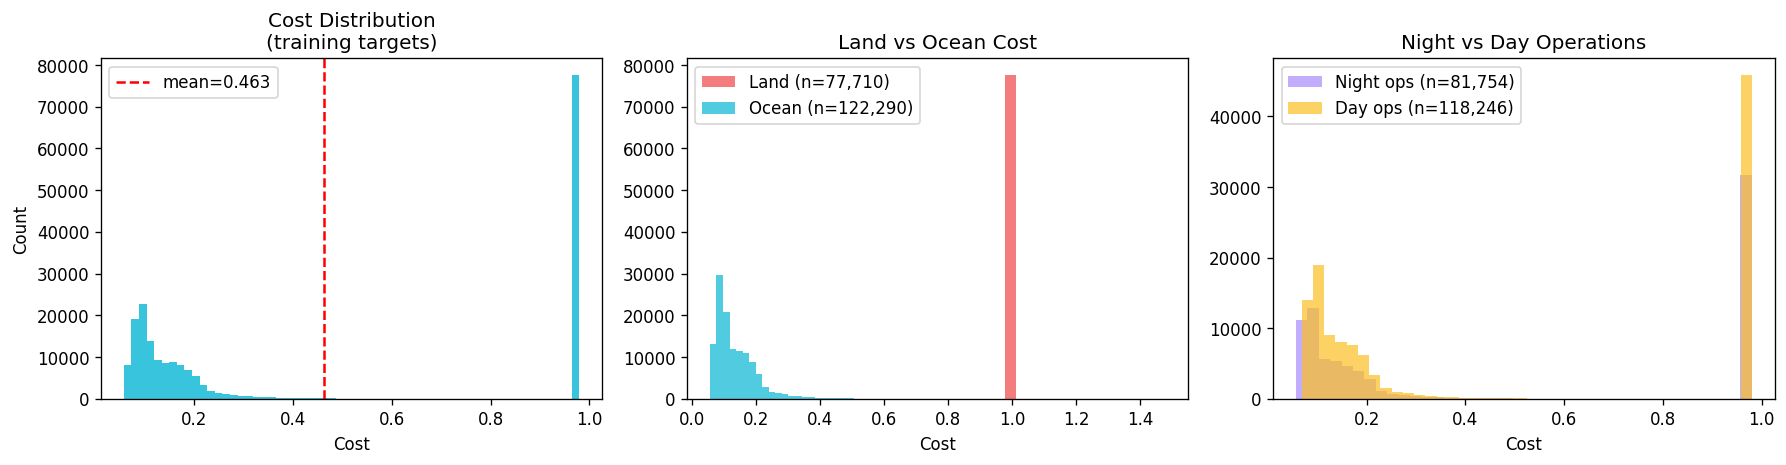 Cost Distribution
(training targets)
mean=0.463
80000
70000
60000
50000
40000
30000
20000
10000
0
Count
0.2 0.4 0.6 0.8 1.0
Cost
Land vs Ocean Cost
Land (n=77,710)
Ocean (n=122,290)
80000
70000
60000
50000
40000
30000
20000
10000
0
0.0 0.2 0.4 0.6 0.8 1.0 1.2 1.4
Cost
Night vs Day Operations
Night ops (n=81,754)
Day ops (n=118,246)
40000
30000
20000
10000
0
0.2 0.4 0.6 0.8 1.0
Cost